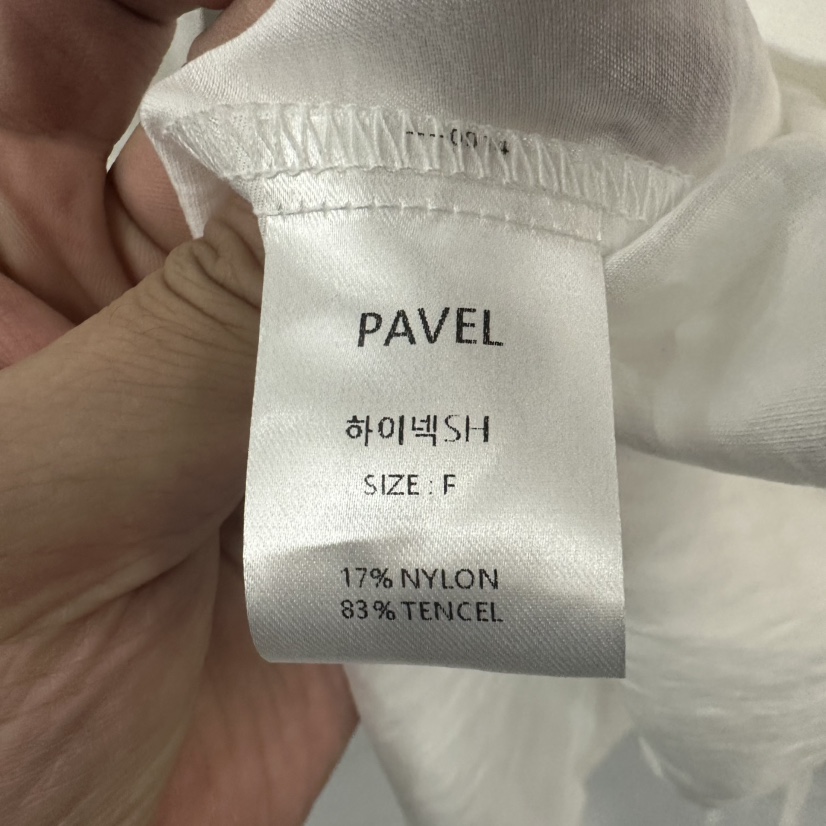 PAVEL
하이넥SH
SIZE : F
17% NYLON
83% TENCEL